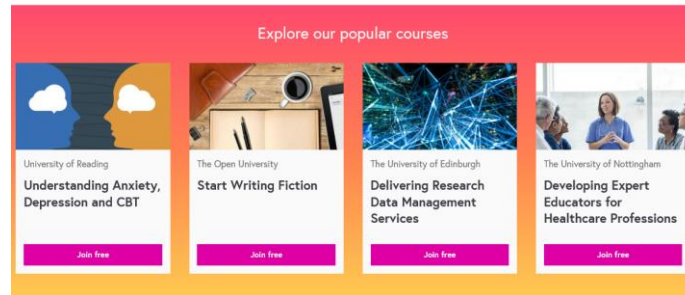 Explore our popular courses
University of Reading
Understanding Anxiety,
Depression and CBT
Join free
The Open University
Start Writing Fiction
Join free
The University of Edinburgh
Delivering Research
Data Management
Services
Join free
The University of Nottingham
Developing Expert
Educators for
Healthcare Professions
Join free